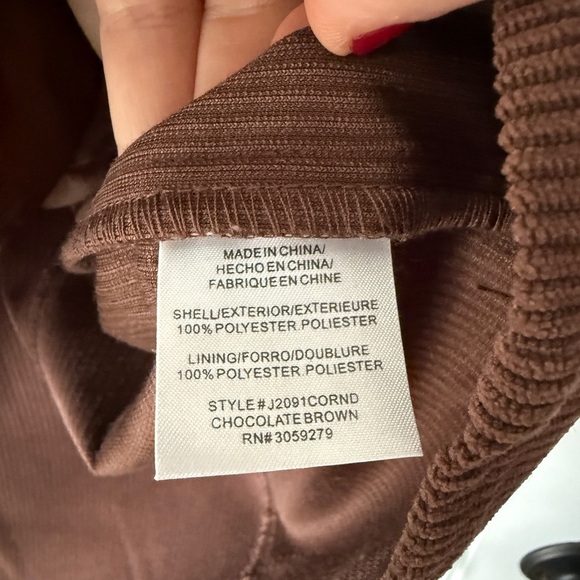 MADE IN CHINA/
HECHO EN CHINA/
FABRIQUE EN CHINE
SHELL/EXTERIOR/EXTERIEURE
100% POLYESTER POLIESTER
LINING/FORRO/DOUBLURE
100% POLYESTER POLIESTER
STYLE#J2091CORND
CHOCOLATE BROWN
RN#3059279